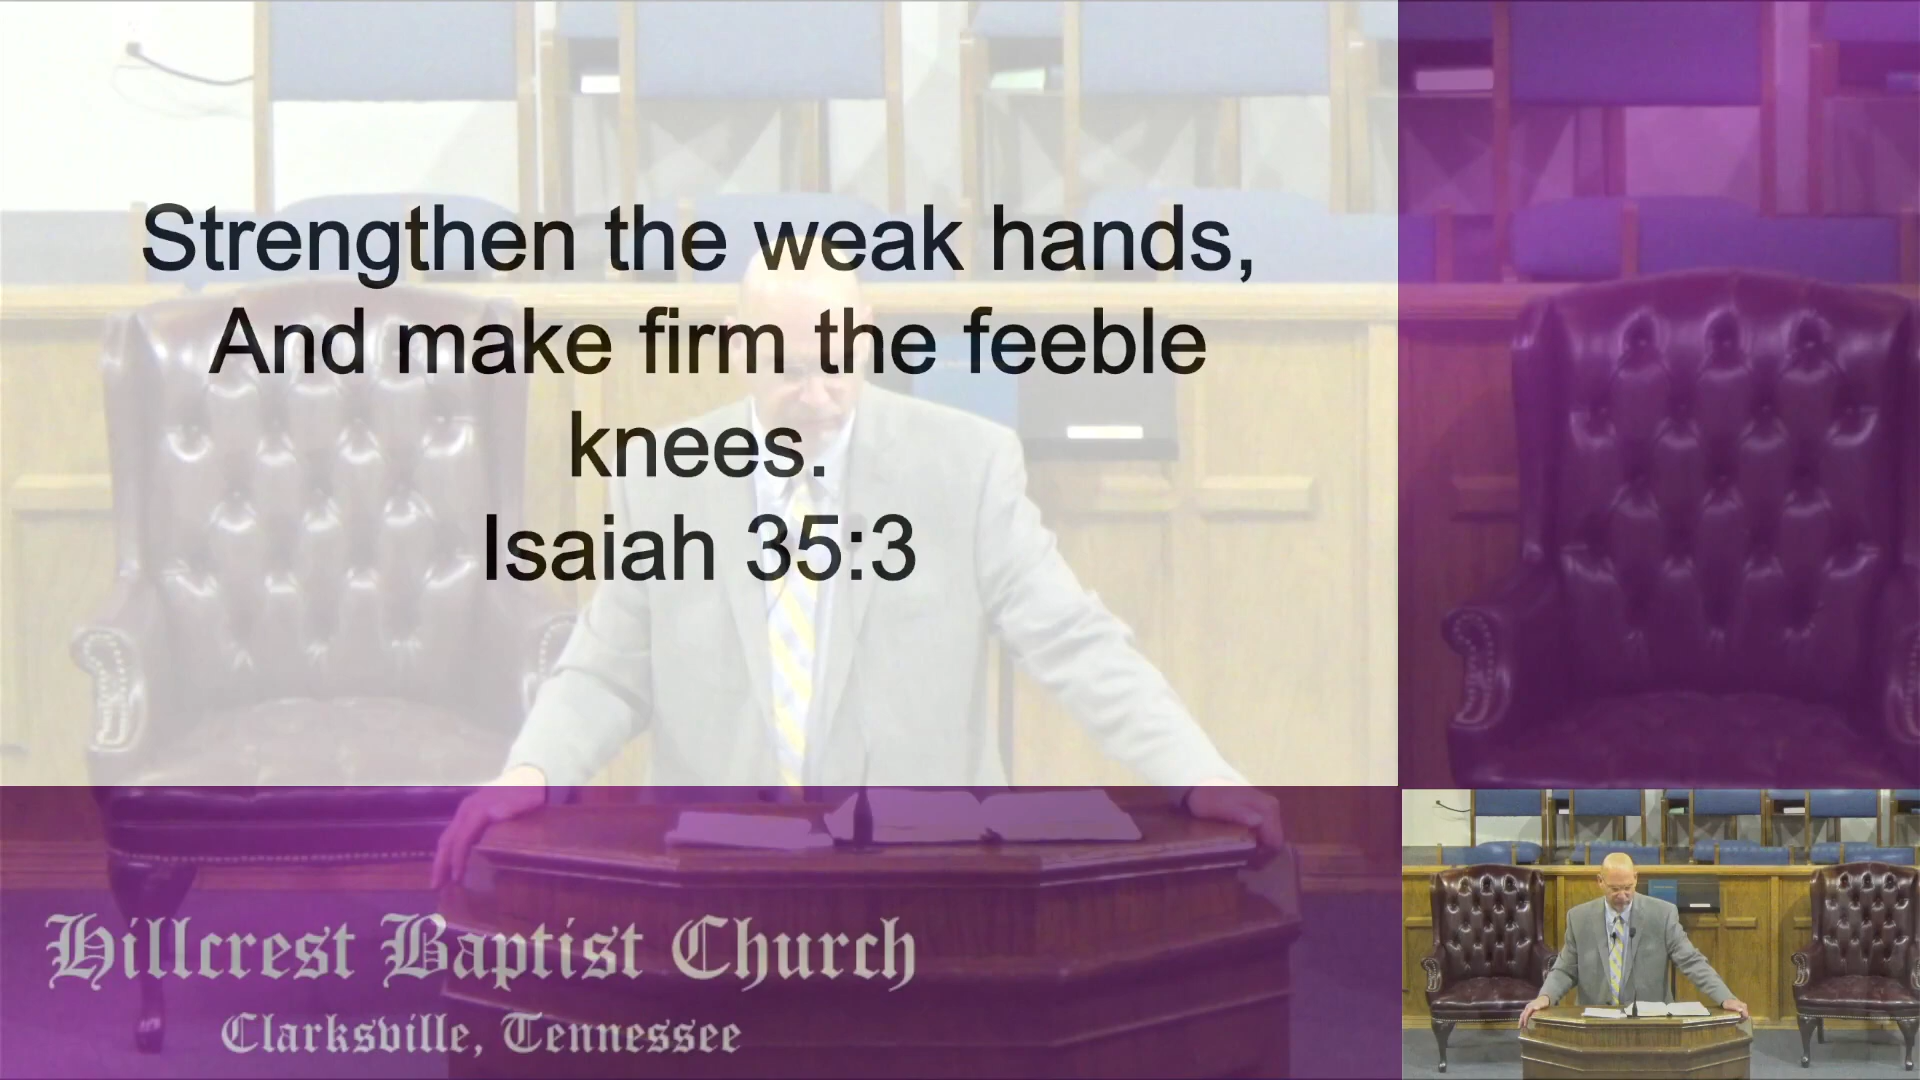 Strengthen the weak hands,
And make firm the feeble
knees.
Isaiah 35:3
Hillcrest Baptist Church
Clarksville, Tennessee